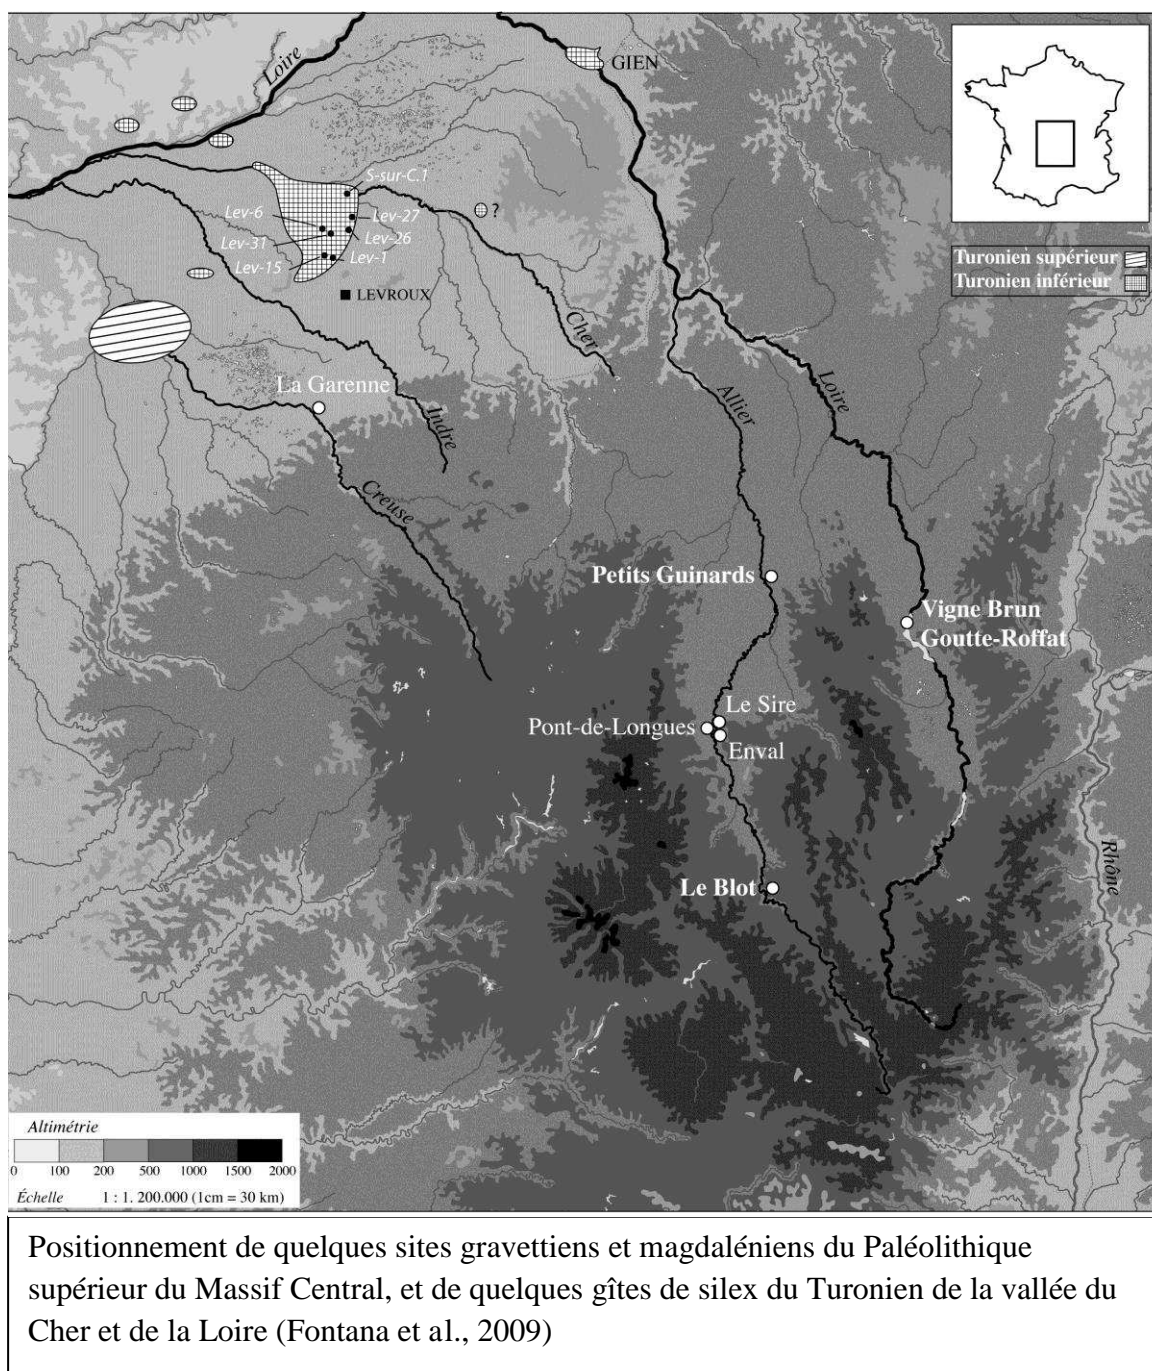 Loire
GIEN
S-sur-C.1
?
Lev-6
Lev-27
Lev-31
Lev-26
Lev-15
Lev-1
LEVROUX
Turonien supérieur
Turonien inférieur
Cher
La Garenne
Indre
Allier
Loire
Creuse
Petits Guinards
Vigne Brun
Goutte-Roffat
Le Sire
Pont-de-Longues
Enval
Rhône
Le Blot
Altimétrie
0 100 200 500 1000 1500 2000
Échelle 1 : 1. 200.000 (1cm = 30 km)
Positionnement de quelques sites gravettiens et magdaléniens du Paléolithique
supérieur du Massif Central, et de quelques gîtes de silex du Turonien de la vallée du
Cher et de la Loire (Fontana et al., 2009)